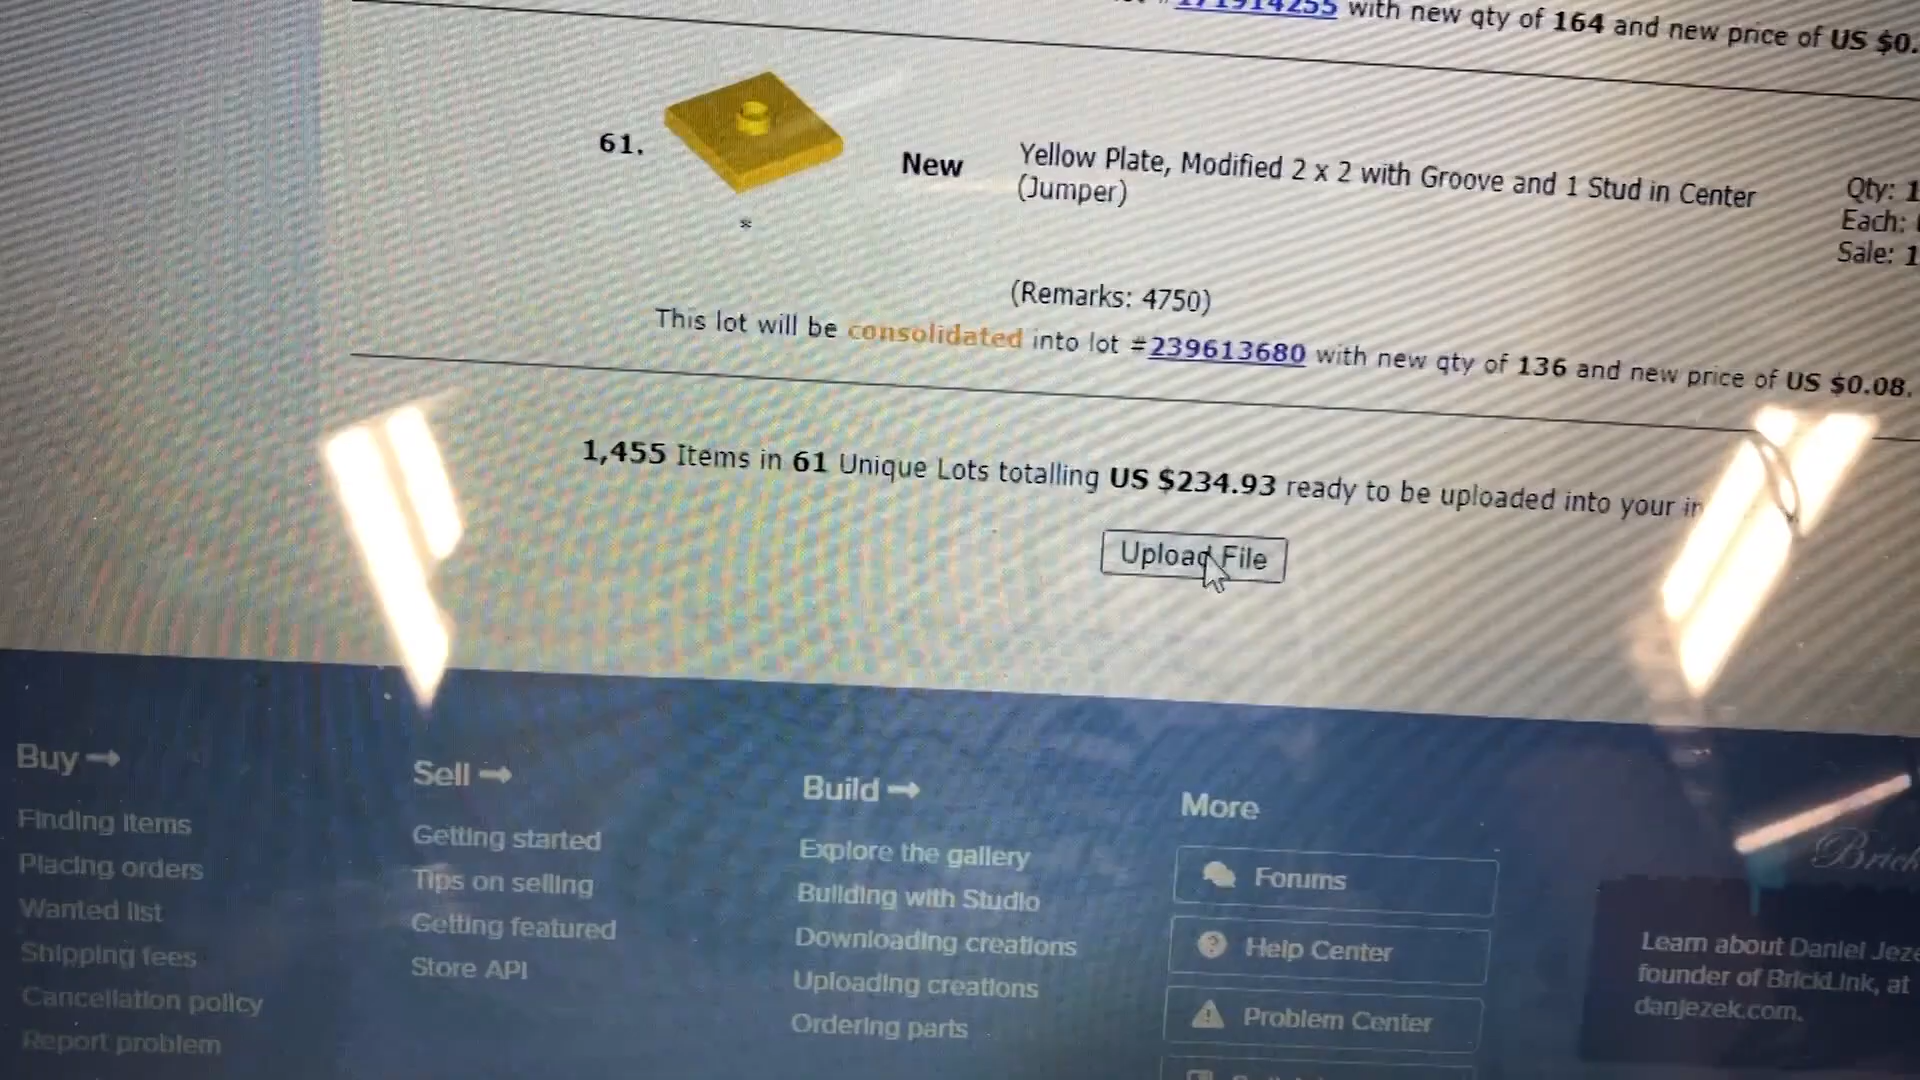 with new qty of 164 and new price of US $0.
61.
New
Yellow Plate, Modified 2 x 2 with Groove and 1 Stud in Center
(Jumper)
Qty: 1
Each:
Sale: 1
*
(Remarks: 4750)
This lot will be consolidated into lot #239613680 with new qty of 136 and new price of US $0.08.
1,455 Items in 61 Unique Lots totalling US $234.93 ready to be uploaded into your
Upload File
Buy →
Finding items
Placing orders
Wanted list
Shipping fees
Cancellation policy
Report problem
Sell →
Getting started
Tips on selling
Getting featured
Store API
Build →
Explore the gallery
Building with Studio
Downloading creations
Uploading creations
Ordering parts
More
Forums
Help Center
Problem Center
Learn about Daniel Jeze
founder of BrickLink, at
danjezek.com.